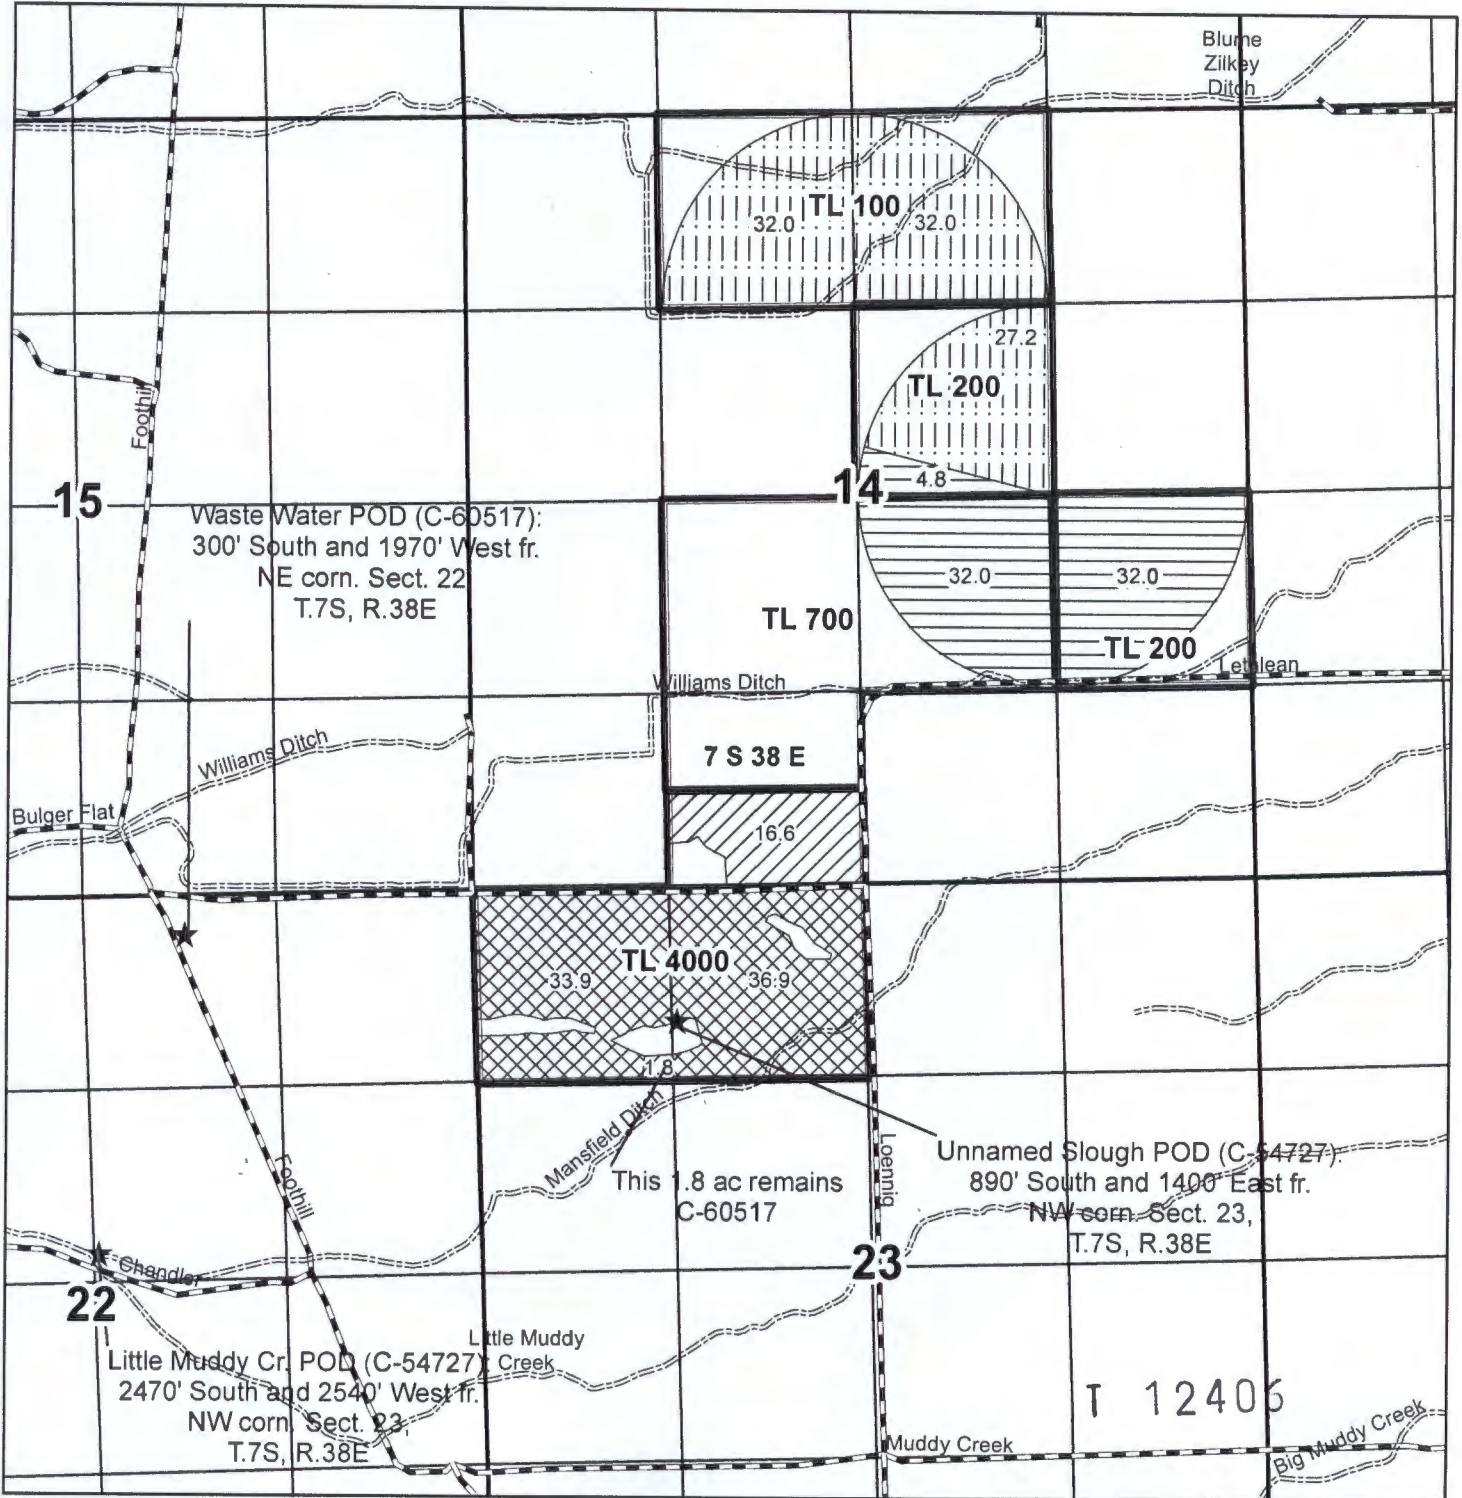 Blume
Zilkey
Ditch
TL 100
32.0
32.0
27.2
TL 200
Foothill
15
14
4.8
Waste Water POD (C-60517):
300' South and 1970' West fr.
NE corn. Sect. 22
T.7S, R.38E
32.0
32.0
TL 700
TL 200
Lethlean
Williams Ditch
Williams Ditch
7 S 38 E
Bulger Flat
16.6
TL 4000
33.9
36.9
1.8
Mansfield Ditch
Foothill
Loennig
This 1.8 ac remains
C-60517
Unnamed Slough POD (C-54727):
890' South and 1400' East fr.
NW corn. Sect. 23,
T.7S, R.38E
Chandler
23
22
Little Muddy
Creek
Little Muddy Cr. POD (C-54727):
2470' South and 2540' West fr.
NW corn. Sect. 23,
T.7S, R.38E
T 12406
Muddy Creek
Big Muddy Creek